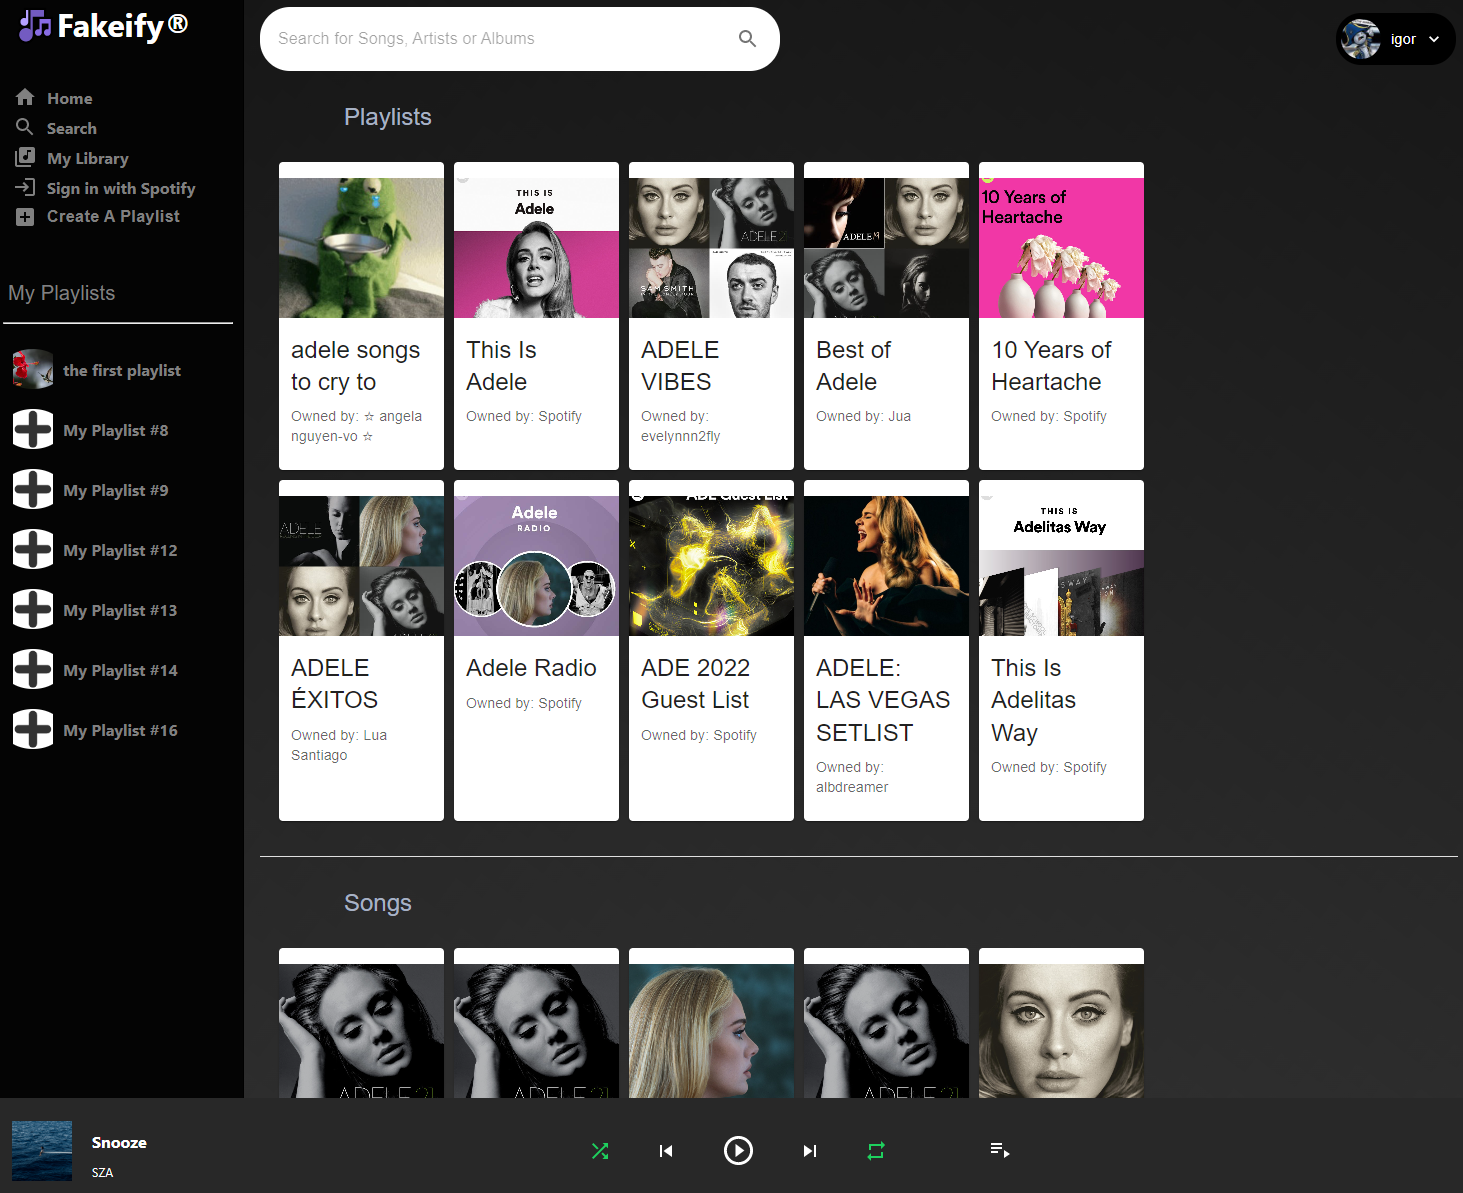 Fakeify®
Search for Songs, Artists or Albums
igor
Home
Search
My Library
Sign in with Spotify
Create A Playlist
My Playlists
the first playlist
My Playlist #8
My Playlist #9
My Playlist #12
My Playlist #13
My Playlist #14
My Playlist #16
Playlists
THIS IS
Adele
ADELE 21
SAM SMITH
ADELE 19
10 Years of
Heartache
adele songs
to cry to
Owned by: ☆ angela
nguyen-vo ☆
This Is
Adele
Owned by: Spotify
ADELE
VIBES
Owned by:
evelynnn2fly
Best of
Adele
Owned by: Jua
10 Years of
Heartache
Owned by: Spotify
ADELE
Adele
RADIO
ADE Guest List
THIS IS
Adelitas Way
ADELE
ÉXITOS
Owned by: Lua
Santiago
Adele Radio
Owned by: Spotify
ADE 2022
Guest List
Owned by: Spotify
ADELE:
LAS VEGAS
SETLIST
Owned by:
albdreamer
This Is
Adelitas
Way
Owned by: Spotify
Songs
ADELE 21
ADELE 21
ADELE 21
Snooze
SZA